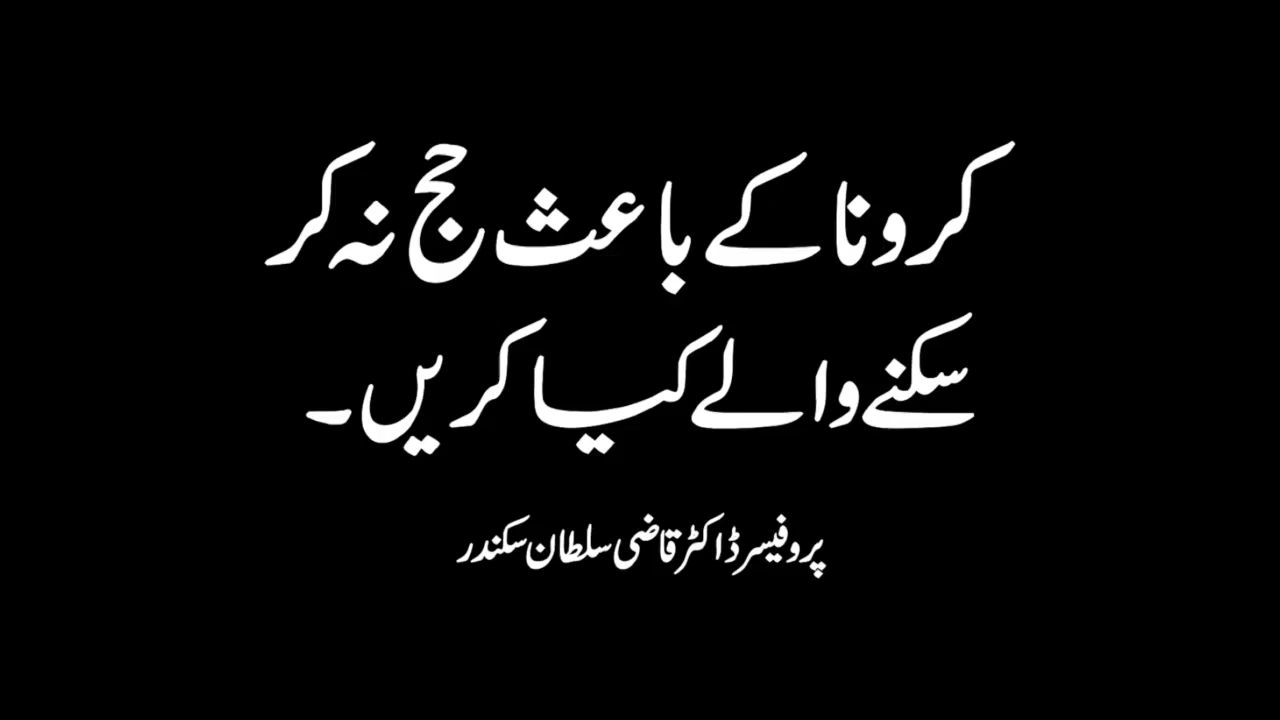 کرونا کے باعث حج نہ کر
سکنے والے کیا کریں۔
پروفیسر ڈاکٹر قاضی سلطان سکندر